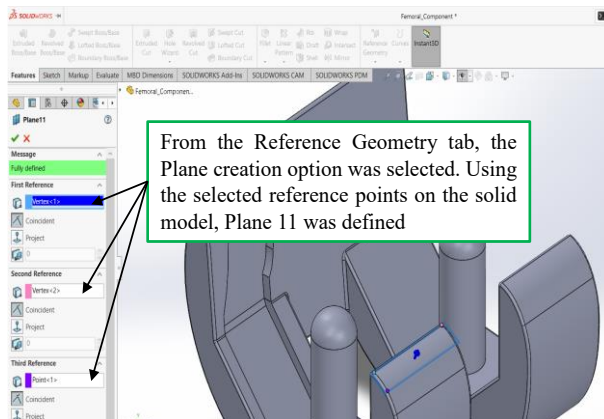 SOLIDWORKS
Femoral_Component *
Extruded Boss/Base
Revolved Boss/Base
Swept Boss/Base
Lofted Boss/Base
Boundary Boss/Base
Extruded Cut
Hole Wizard
Revolved Cut
Swept Cut
Lofted Cut
Boundary Cut
Fillet
Linear Pattern
Rib
Draft
Shell
Wrap
Intersect
Mirror
Reference Geometry
Curves
Instant3D
Features Sketch Markup Evaluate MBD Dimensions SOLIDWORKS Add-Ins SOLIDWORKS CAM SOLIDWORKS PDM
Femoral_Componen...
Plane11
Message
Fully defined
First Reference
Vertex<1>
Coincident
Project
0
Second Reference
Vertex<2>
Coincident
Project
0
Third Reference
Point<1>
Coincident
Project
From the Reference Geometry tab, the
Plane creation option was selected. Using
the selected reference points on the solid
model, Plane 11 was defined